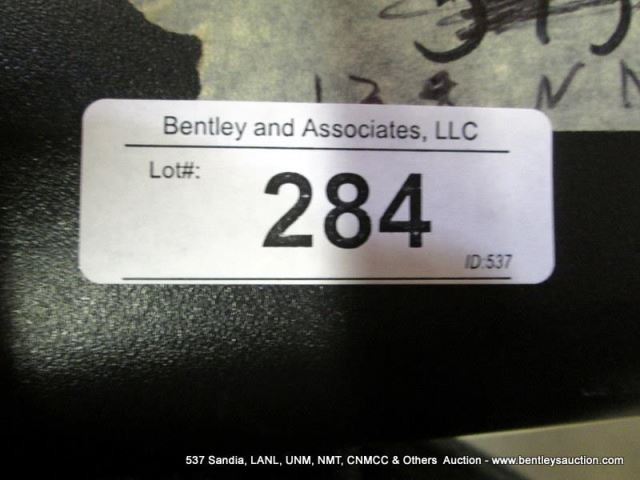 Bentley and Associates, LLC
Lot#:
284
ID:537
537 Sandia, LANL, UNM, NMT, CNMCC & Others Auction - www.bentleysauction.com